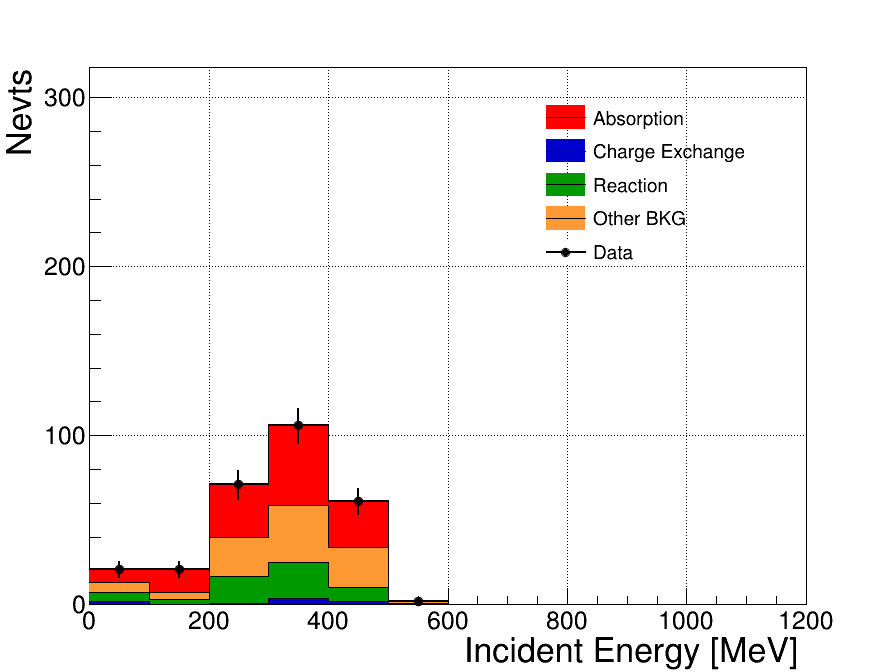 Nevts
300
200
100
0
Absorption
Charge Exchange
Reaction
Other BKG
Data
0 200 400 600 800 1000 1200
Incident Energy [MeV]